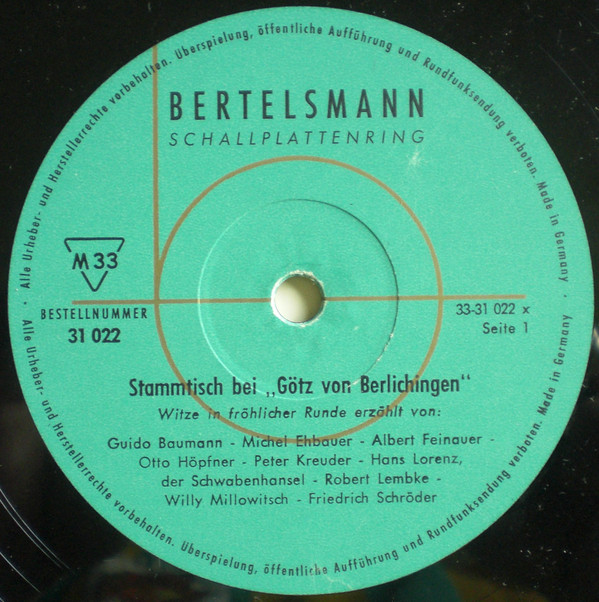 Alle Urheber- und Herstellerrechte vorbehalten. Überspielung, öffentliche Aufführung und Rundfunksendung verboten. Made in Germany
BERTELSMANN
SCHALLPLATTENRING
M 33
BESTELLNUMMER
31 022
33-31 022 x
Seite 1
Stammtisch bei „Götz von Berlichingen"
Witze in fröhlicher Runde erzählt von:
Guido Baumann - Michel Ehbauer - Albert Feinauer -
Otto Höpfner - Peter Kreuder - Hans Lorenz,
der Schwabenhansel - Robert Lembke -
Willy Millowitsch - Friedrich Schröder
Alle Urheber- und Herstellerrechte vorbehalten. Überspielung, öffentliche Aufführung und Rundfunksendung verboten. Made in Germany